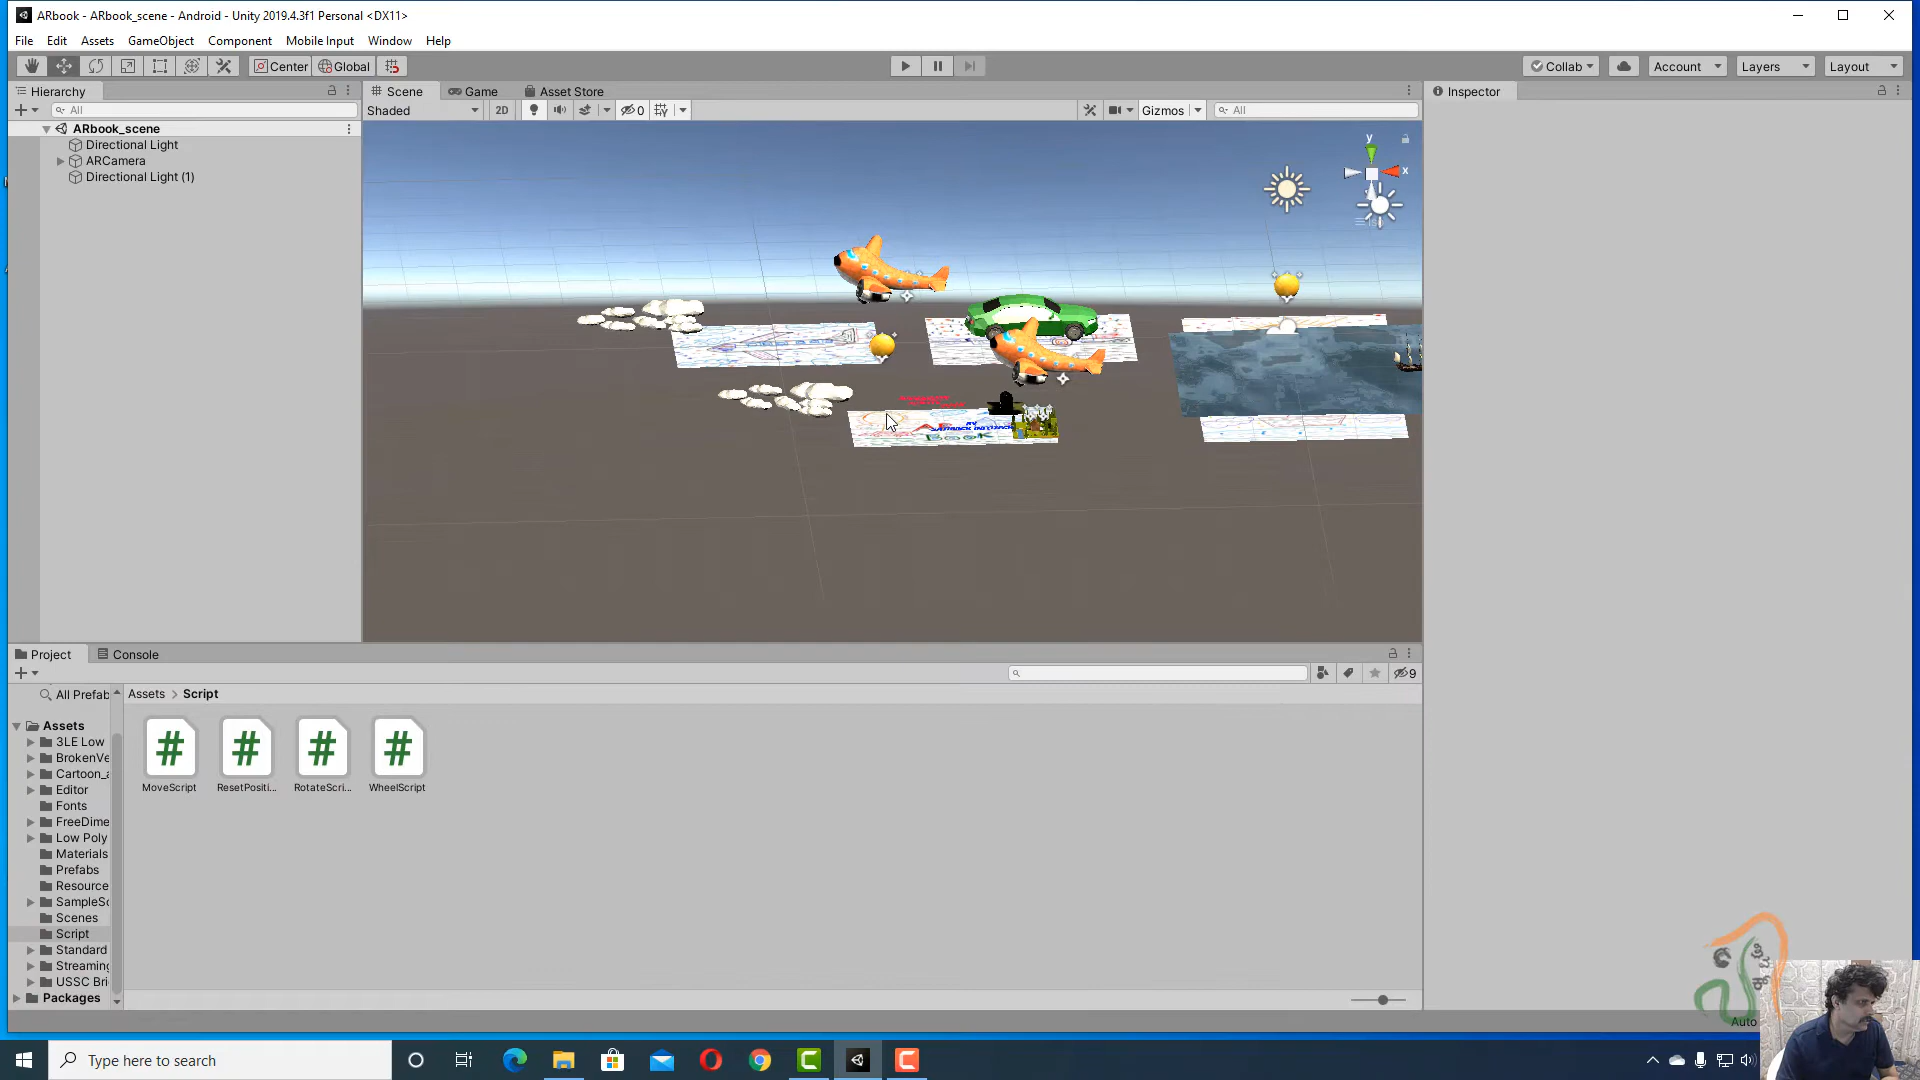 ARbook - ARbook_scene - Android - Unity 2019.4.3f1 Personal <DX11>
File Edit Assets GameObject Component Mobile Input Window Help
Center Global Collab Account Layers Layout
Hierarchy Scene Game Asset Store Inspector
All Shaded 2D 0 Gizmos All
ARbook_scene
Directional Light
ARCamera
Directional Light (1)
y
x
Book
Project Console
9
All Prefab
Assets > Script
Assets
3LE Low
BrokenVe
Cartoon_a
Editor
Fonts
FreeDime
Low Poly
Materials
Prefabs
Resource
SampleSc
Scenes
Script
Standard
Streaming
USSC Bri
Packages
MoveScript ResetPositi... RotateScri... WheelScript
Auto
Type here to search